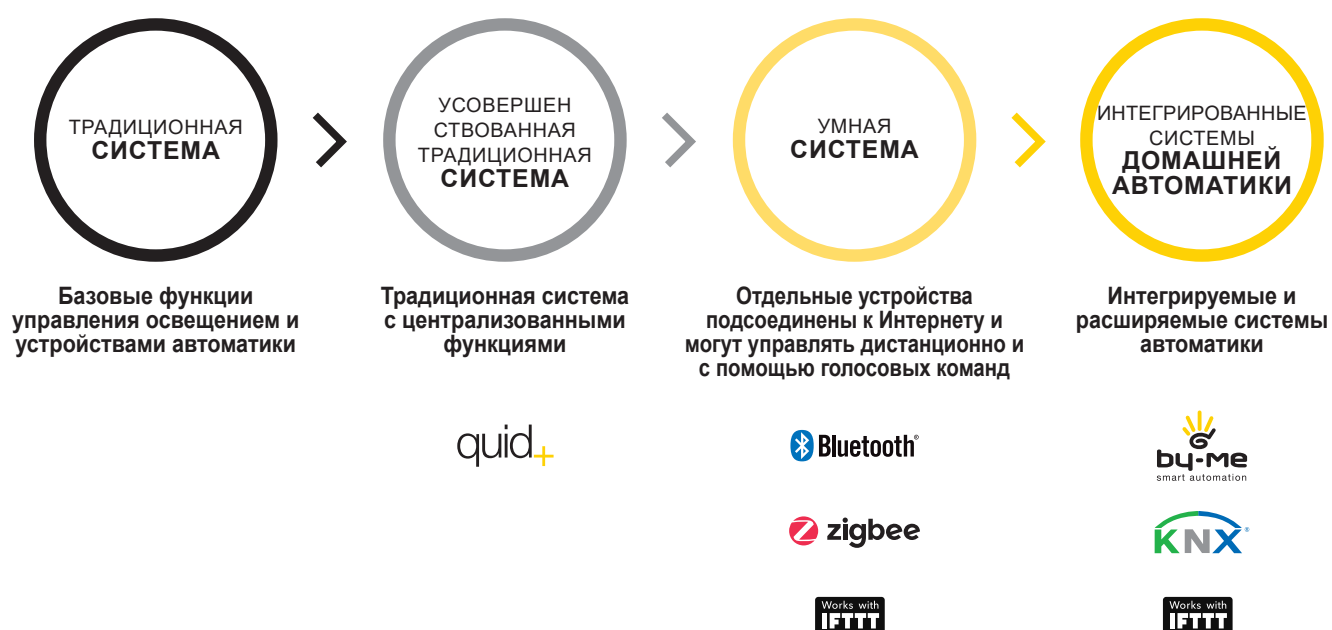 ТРАДИЦИОННАЯ
СИСТЕМА
УСОВЕРШЕН
СТВОВАННАЯ
ТРАДИЦИОННАЯ
СИСТЕМА
УМНАЯ
СИСТЕМА
ИНТЕГРИРОВАННЫЕ
СИСТЕМЫ
ДОМАШНЕЙ
АВТОМАТИКИ
Базовые функции
управления освещением и
устройствами автоматики
Традиционная система
с централизованными
функциями
Отдельные устройства
подсоединены к Интернету и
могут управлять дистанционно и
с помощью голосовых команд
Интегрируемые и
расширяемые системы
автоматики
quid+
Bluetooth®
zigbee
Works with
IFTTT
by-me
smart automation
KNX®
Works with
IFTTT